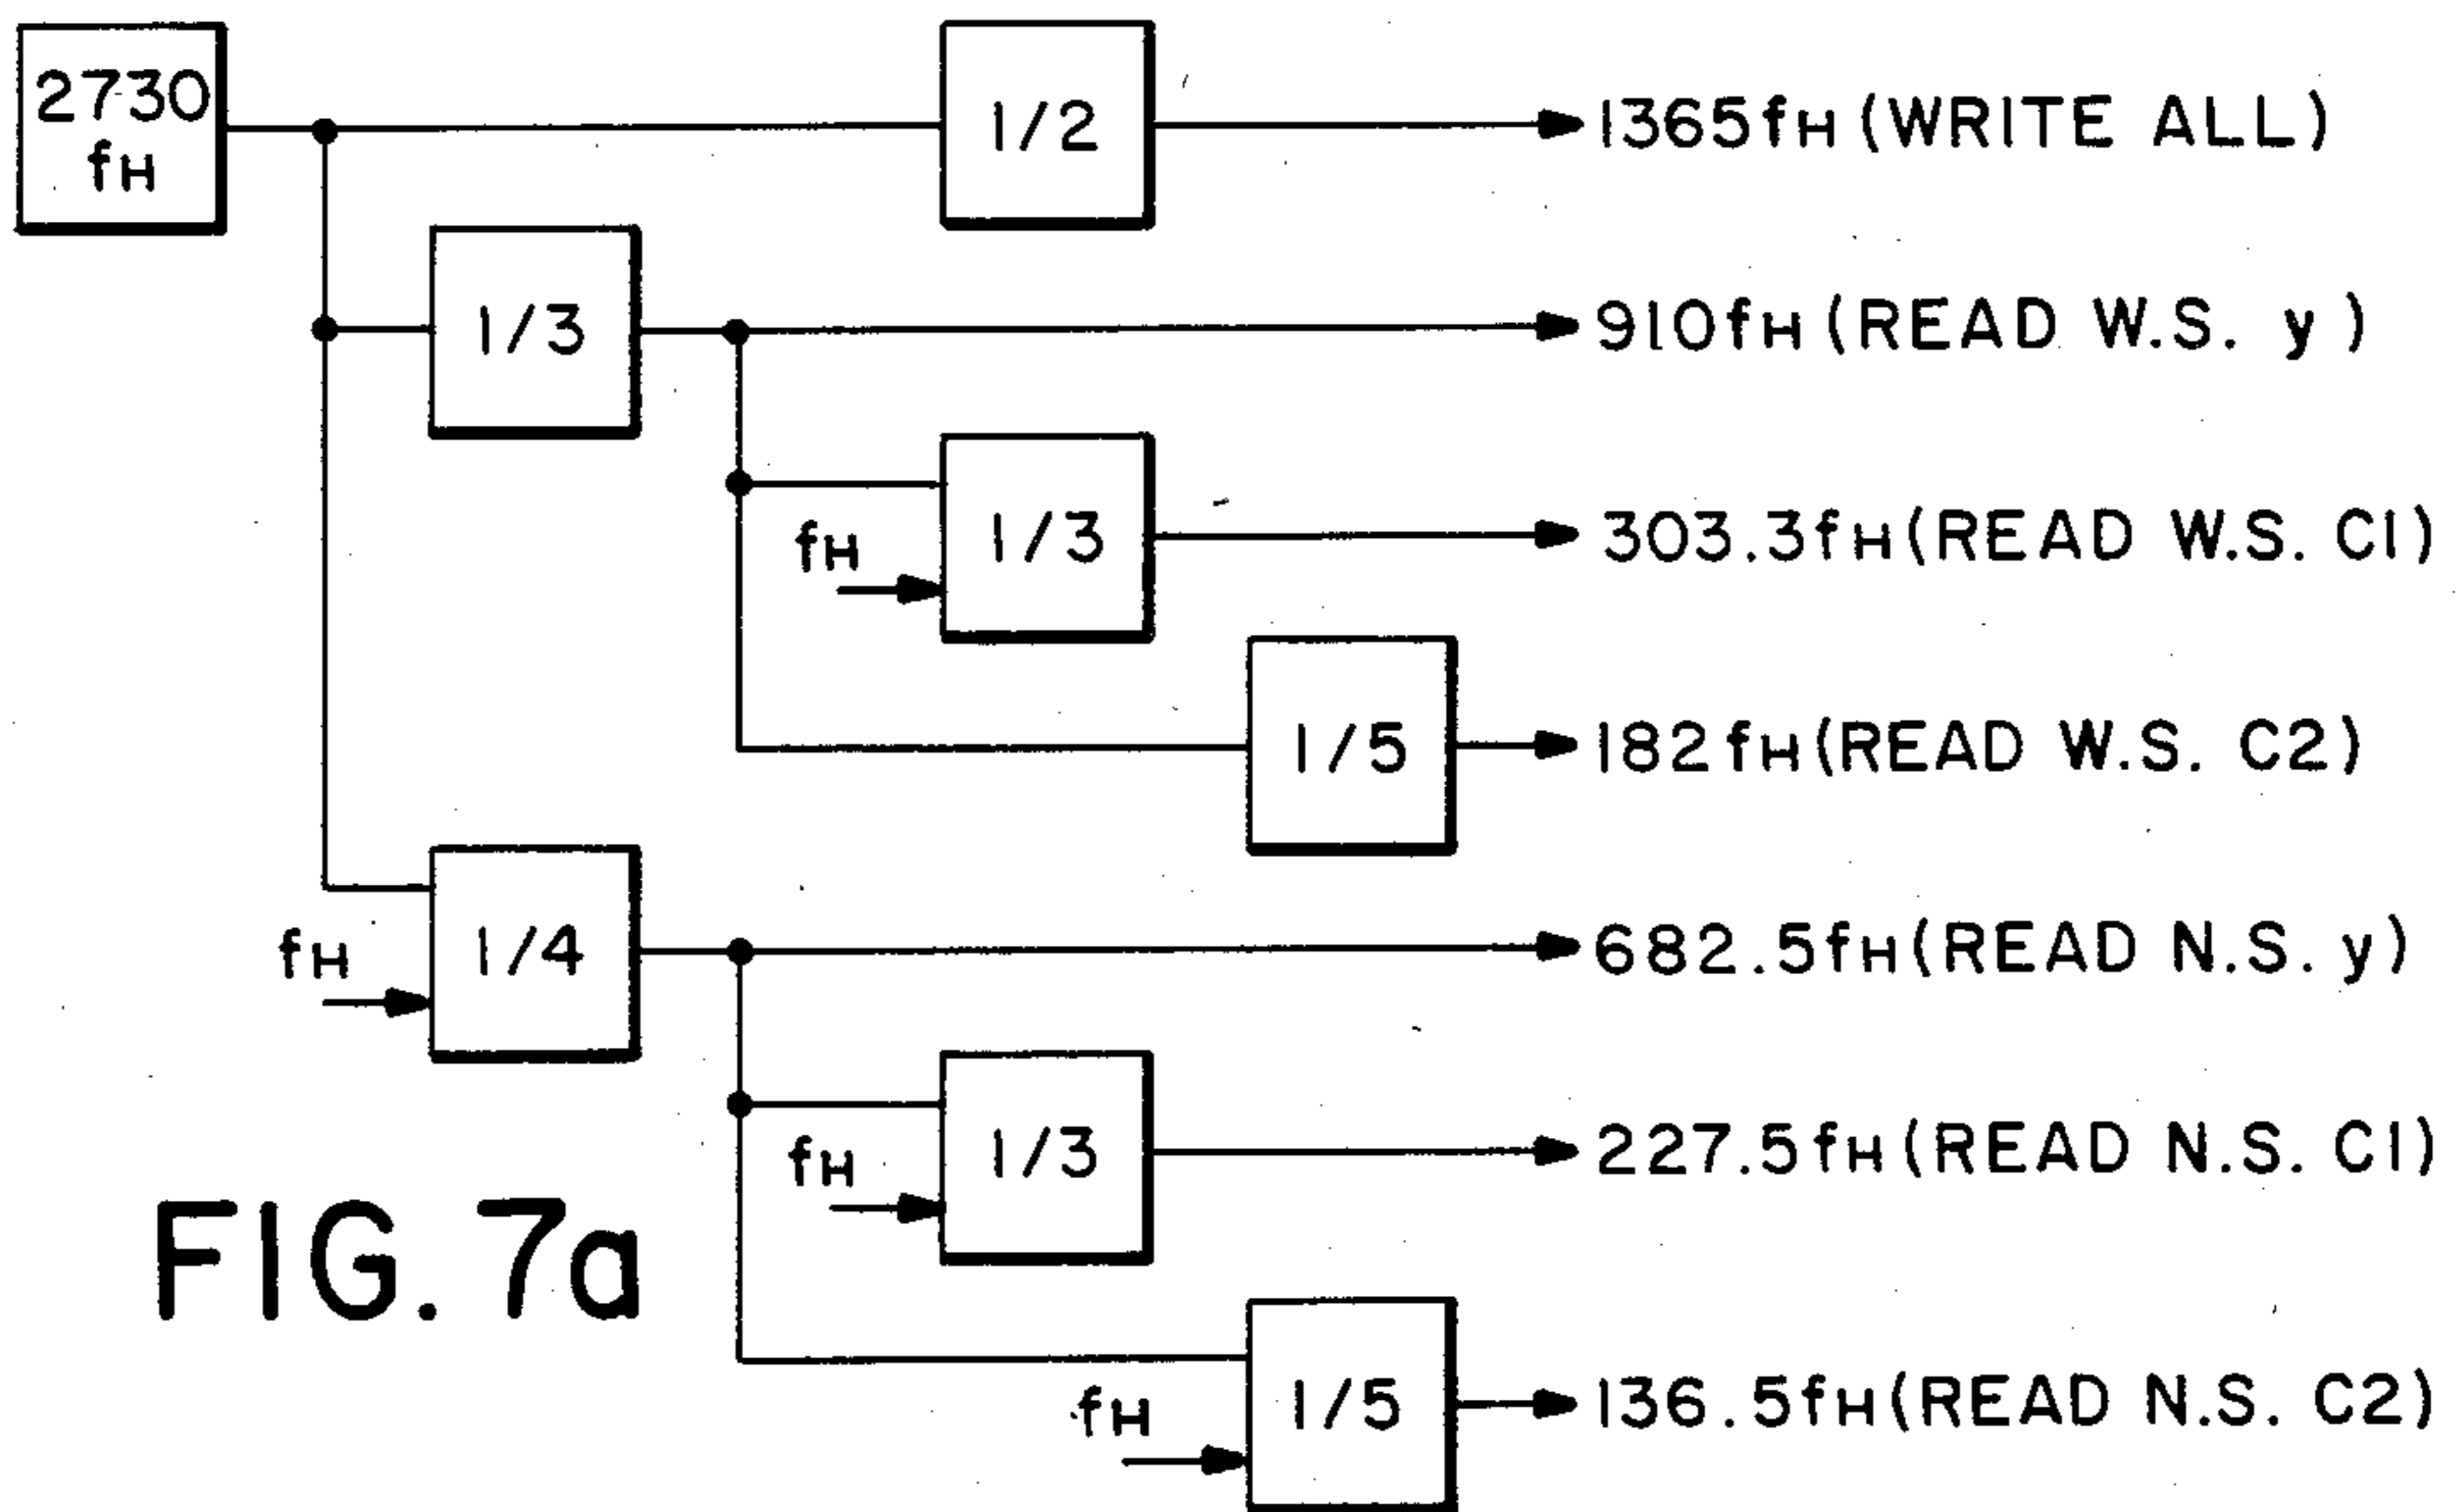 2730
fH
1/2
1365fH (WRITE ALL)
1/3
910fH (READ W.S. y)
fH
1/3
303.3fH (READ W.S. C1)
1/5
182fH (READ W.S. C2)
fH
1/4
682.5fH (READ N.S. y)
fH
1/3
227.5fH (READ N.S. C1)
FIG. 7a
fH
1/5
136.5fH (READ N.S. C2)